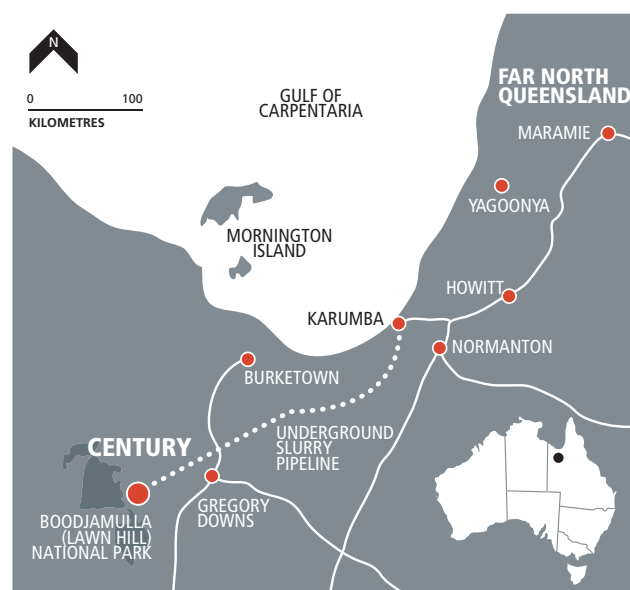 N
0 100
KILOMETRES
GULF OF
CARPENTARIA
FAR NORTH
QUEENSLAND
MARAMIE
YAGOONYA
MORNINGTON
ISLAND
HOWITT
KARUMBA
NORMANTON
BURKETOWN
UNDERGROUND
SLURRY
PIPELINE
CENTURY
GREGORY
DOWNS
BOODJAMULLA
(LAWN HILL)
NATIONAL PARK